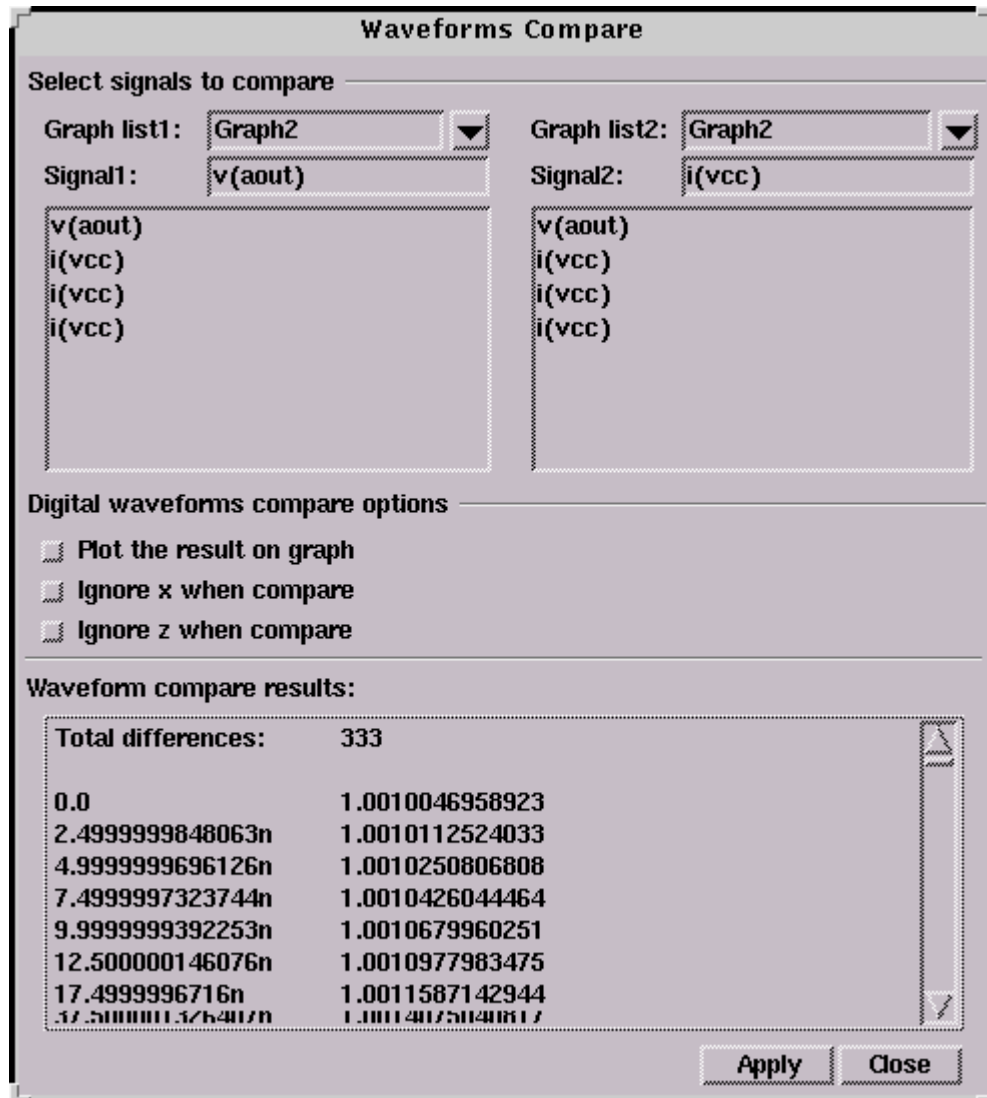 Waveforms Compare
Select signals to compare
Graph list1: Graph2 Graph list2: Graph2
Signal1: v(aout) Signal2: i(vcc)
v(aout) v(aout)
i(vcc) i(vcc)
i(vcc) i(vcc)
i(vcc) i(vcc)
Digital waveforms compare options
Plot the result on graph
Ignore x when compare
Ignore z when compare
Waveform compare results:
Total differences: 333
0.0 1.0010046958923
2.4999999848063n 1.0010112524033
4.9999999696126n 1.0010250806808
7.4999997323744n 1.0010426044464
9.9999999392253n 1.0010679960251
12.500000146076n 1.0010977983475
17.4999996716n 1.0011587142944
Apply Close